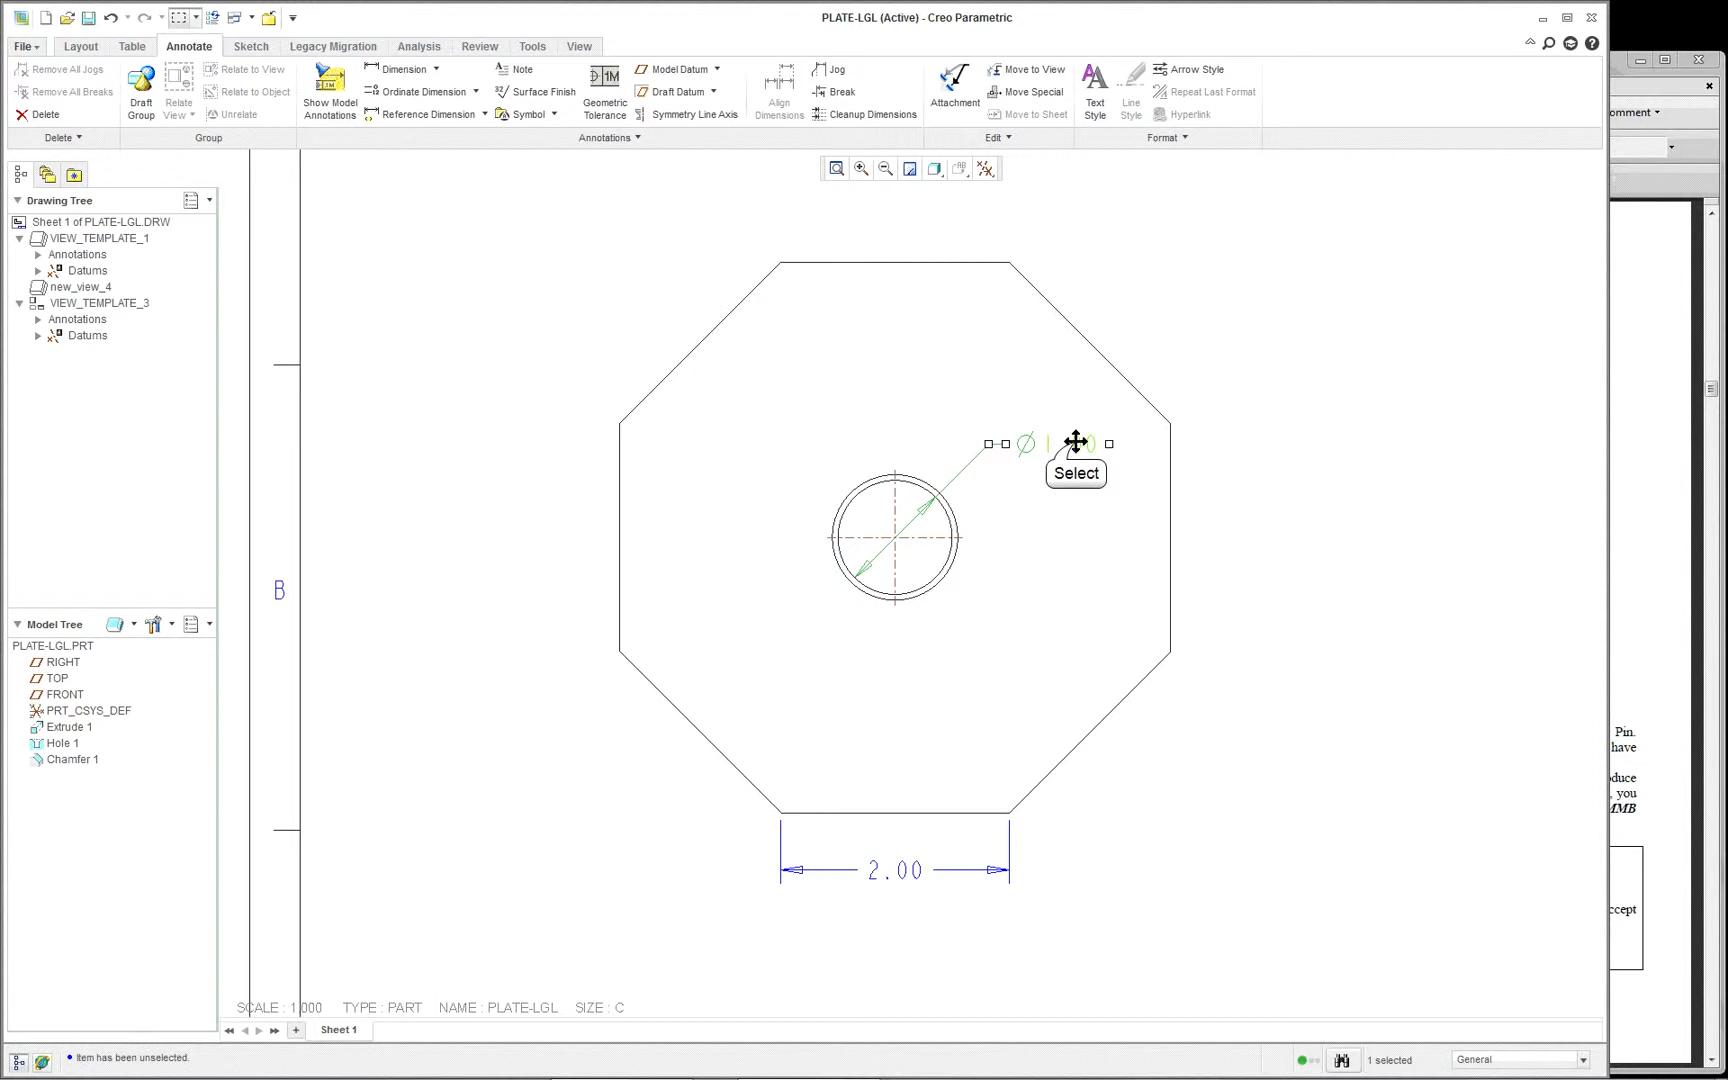 PLATE-LGL (Active) - Creo Parametric
File
Layout
Table
Annotate
Sketch
Legacy Migration
Analysis
Review
Tools
View
Remove All Jogs
Remove All Breaks
Delete
Draft Group
Relate View
Relate to View
Relate to Object
Unrelate
Show Model Annotations
Dimension
Ordinate Dimension
Reference Dimension
Note
Surface Finish
Symbol
Geometric Tolerance
Model Datum
Draft Datum
Symmetry Line Axis
Align Dimensions
Jog
Break
Cleanup Dimensions
Attachment
Move to View
Move Special
Move to Sheet
Text Style
Line Style
Arrow Style
Repeat Last Format
Hyperlink
Delete
Group
Annotations
Edit
Format
omment
Drawing Tree
Sheet 1 of PLATE-LGL.DRW
VIEW_TEMPLATE_1
Annotations
Datums
new_view_4
VIEW_TEMPLATE_3
Annotations
Datums
Select
B
2.00
Model Tree
PLATE-LGL.PRT
RIGHT
TOP
FRONT
PRT_CSYS_DEF
Extrude 1
Hole 1
Chamfer 1
Pin.
have
oduce
, you
MMB
ccept
SCALE : 1.000 TYPE : PART NAME : PLATE-LGL SIZE : C
Sheet 1
Item has been unselected.
1 selected
General